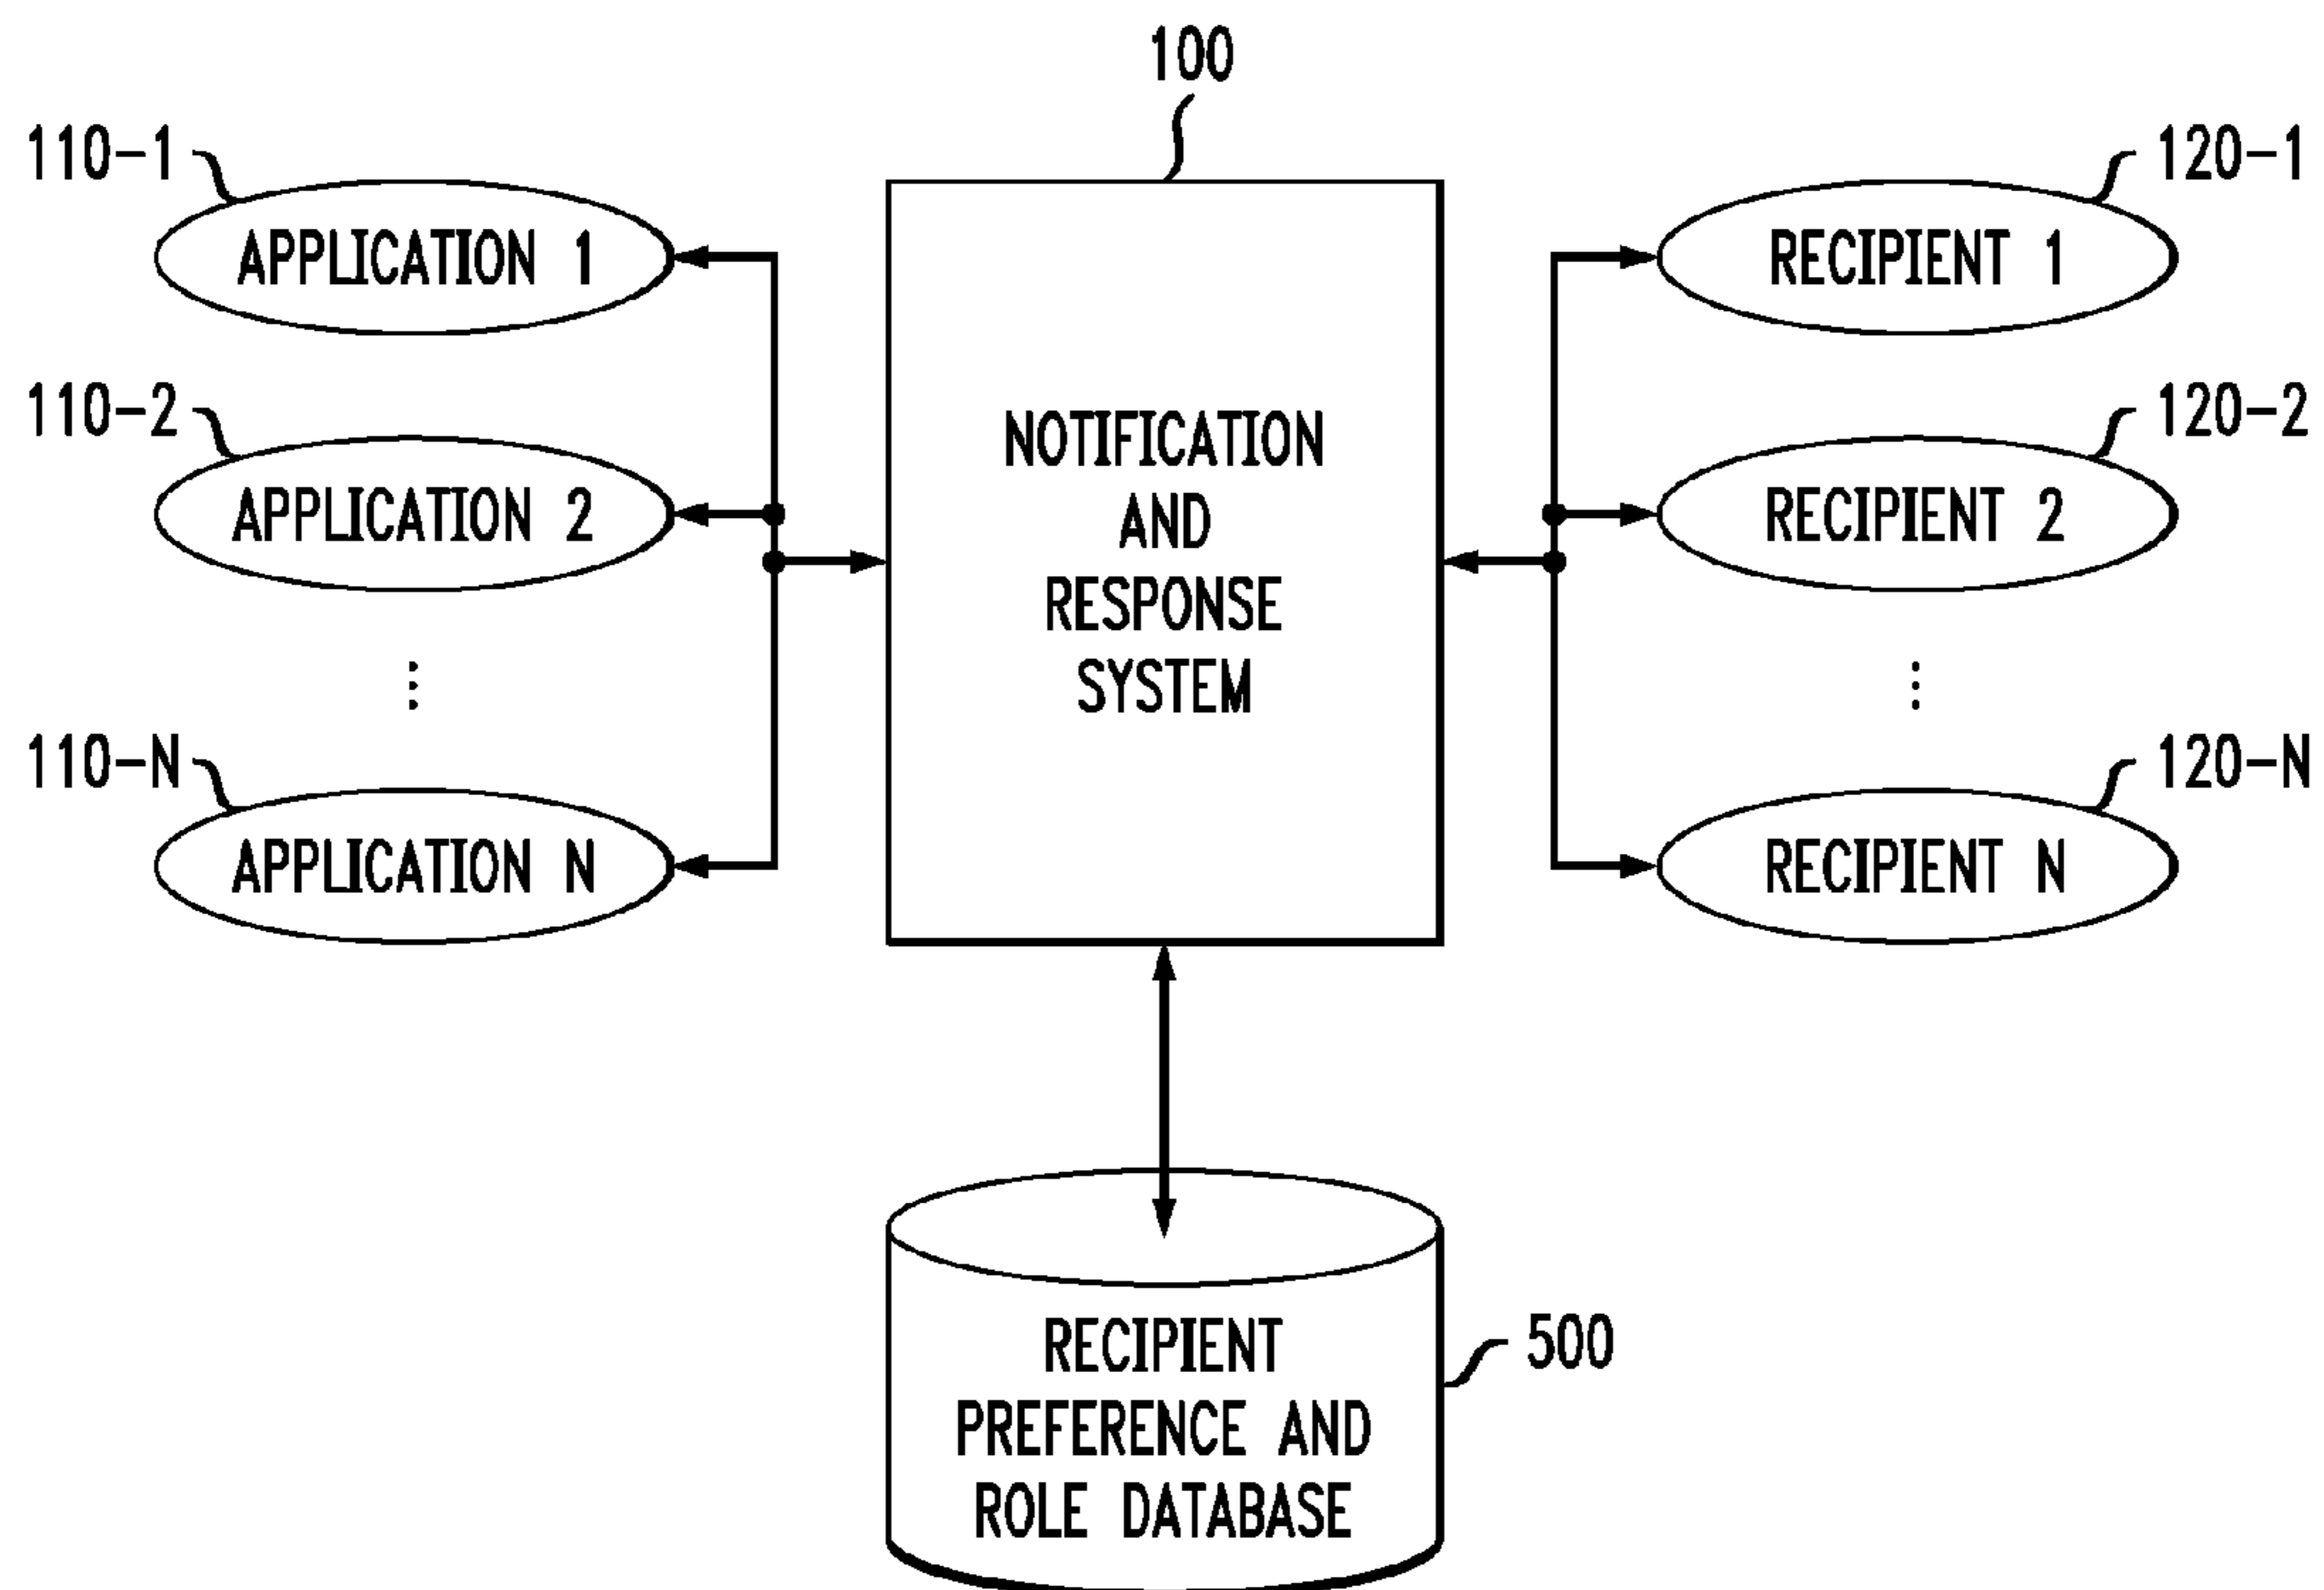 100
110-1
120-1
APPLICATION 1
RECIPIENT 1
110-2
120-2
APPLICATION 2
RECIPIENT 2
NOTIFICATION
AND
RESPONSE
SYSTEM
110-N
120-N
APPLICATION N
RECIPIENT N
RECIPIENT
PREFERENCE AND
ROLE DATABASE
500